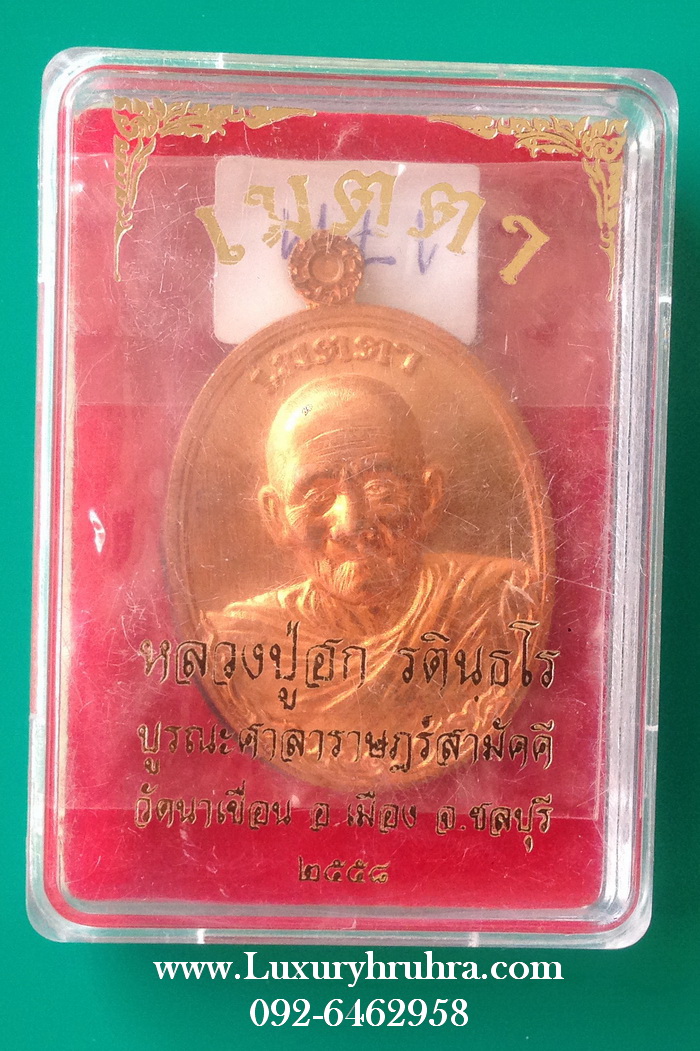 เมตตา
เมตตา
หลวงปู่ฮก รตินฺธโร
บูรณะศาลาราษฎร์สามัคคี
วัดนาเขื่อน อ.เมือง จ.ชลบุรี
๒๕๕๘
www.Luxuryhruhra.com
092-6462958